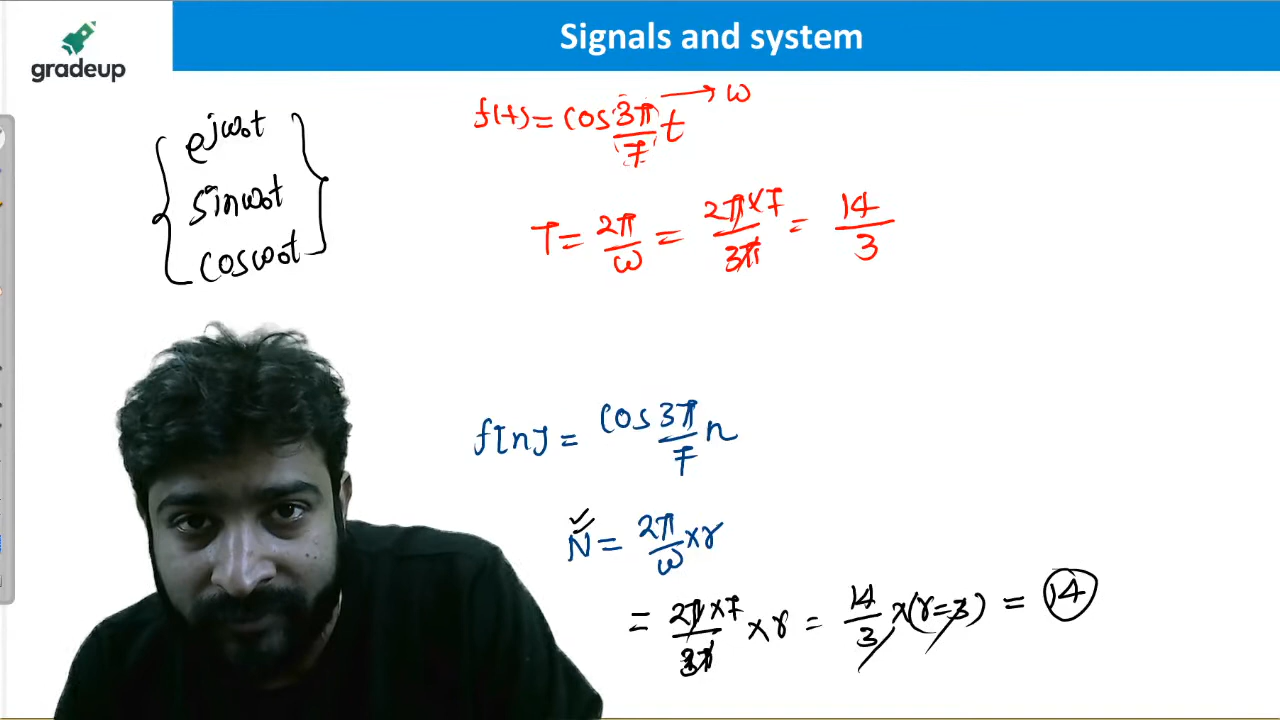 Signals and system
gradeup
e^jω₀t
sinω₀t
cosω₀t
f(t) = cos 3π/7 t → ω
T = 2π/ω = 2π×7/3π = 14/3
f[n] = cos 3π/7 n
✓
N = 2π/ω ×r
= 2π×7/3π ×r = 14/3 ×(r=3) = 14